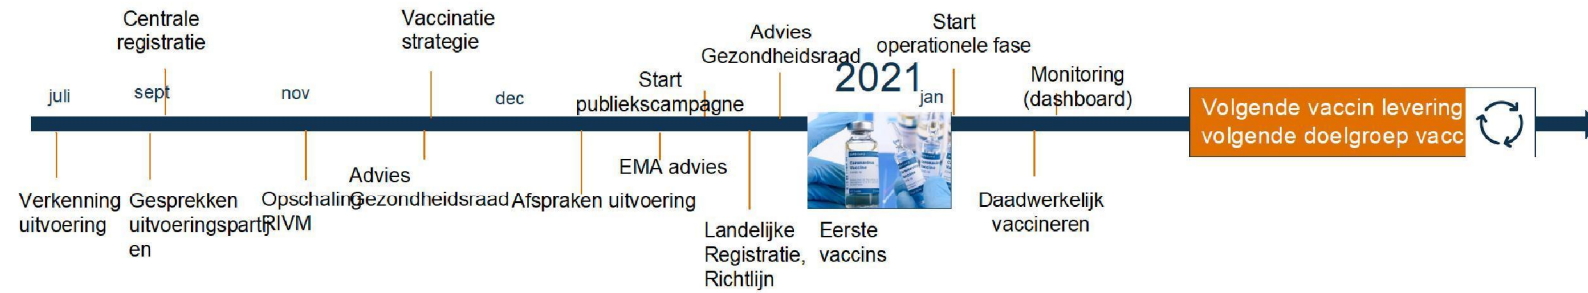 Centrale
registratie
Vaccinatie
strategie
Advies
Gezondheidsraad
Start
operationele fase
2021
Start
publiekscampagne
Monitoring
(dashboard)
juli
sept
nov
dec
jan
Volgende vaccin levering
volgende doelgroep vacc
Verkenning
uitvoering
Gesprekken
uitvoeringspartij
en
Opschaling
RIVM
Advies
Gezondheidsraad
Afspraken uitvoering
EMA advies
Landelijke
Registratie,
Richtlijn
Eerste
vaccins
Daadwerkelijk
vaccineren
Coronavirus
Vaccine